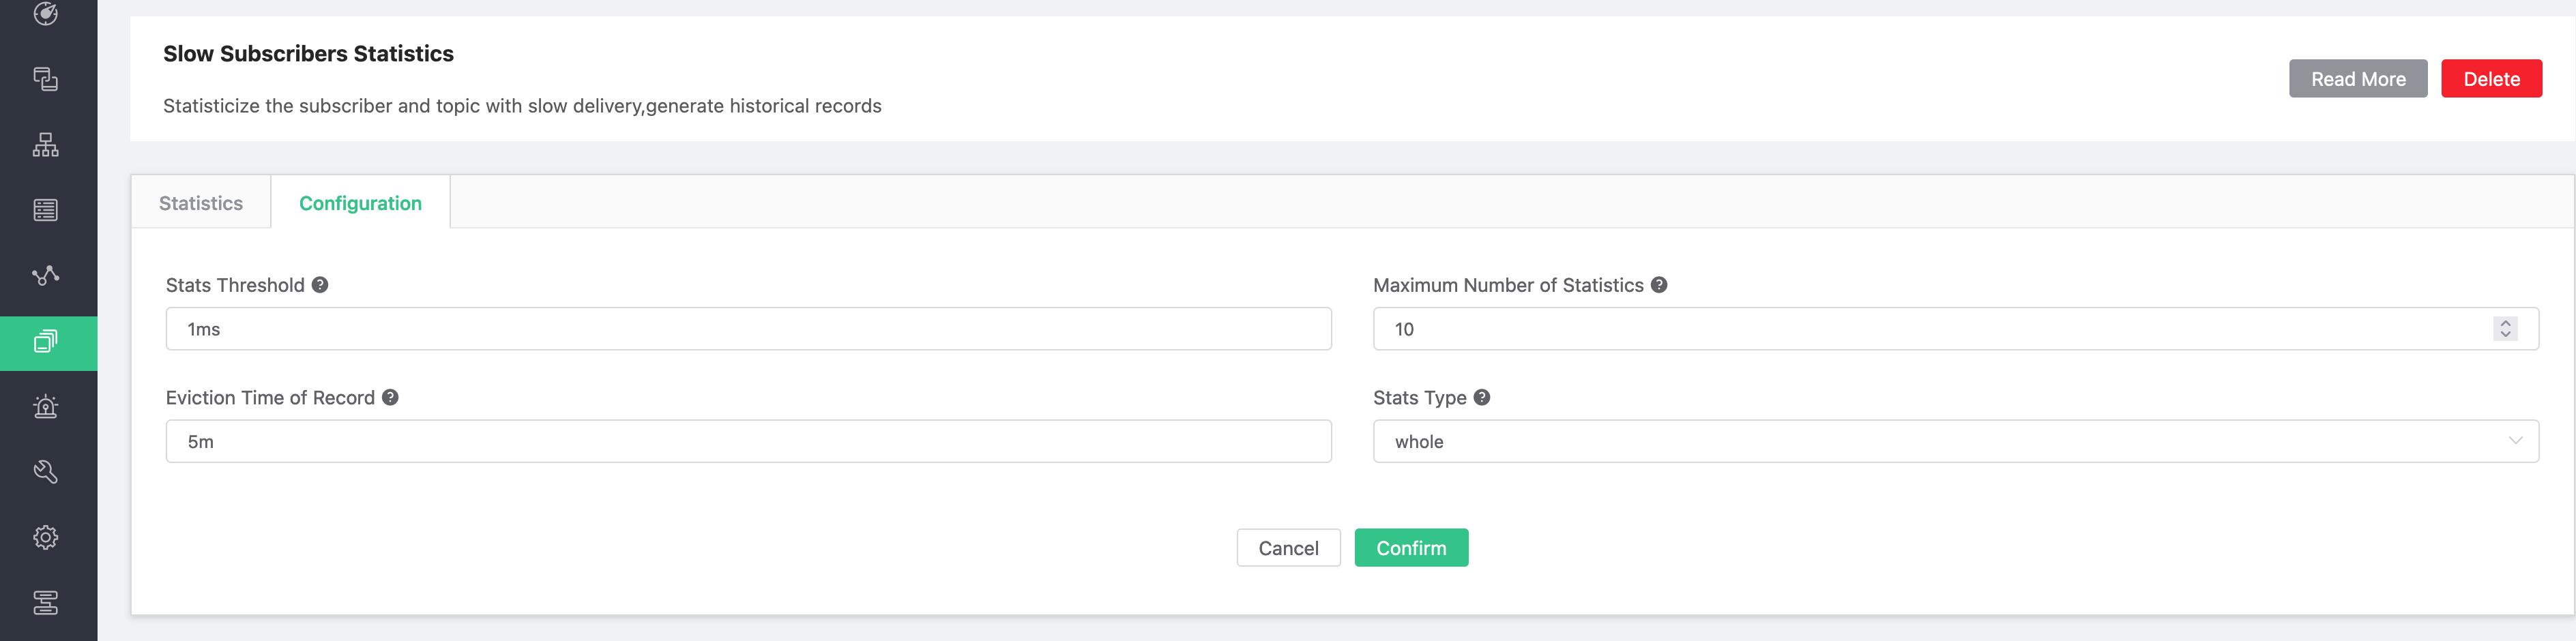 Slow Subscribers Statistics
Statisticize the subscriber and topic with slow delivery,generate historical records
Read More
Delete
Statistics
Configuration
Stats Threshold ?
Maximum Number of Statistics ?
1ms
10
Eviction Time of Record ?
Stats Type ?
5m
whole
Cancel
Confirm